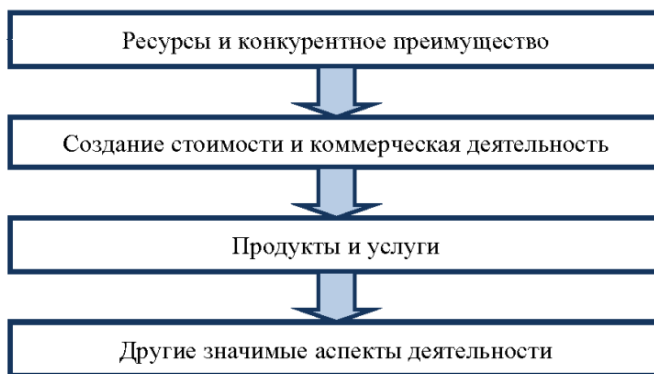 Ресурсы и конкурентное преимущество
Создание стоимости и коммерческая деятельность
Продукты и услуги
Другие значимые аспекты деятельности